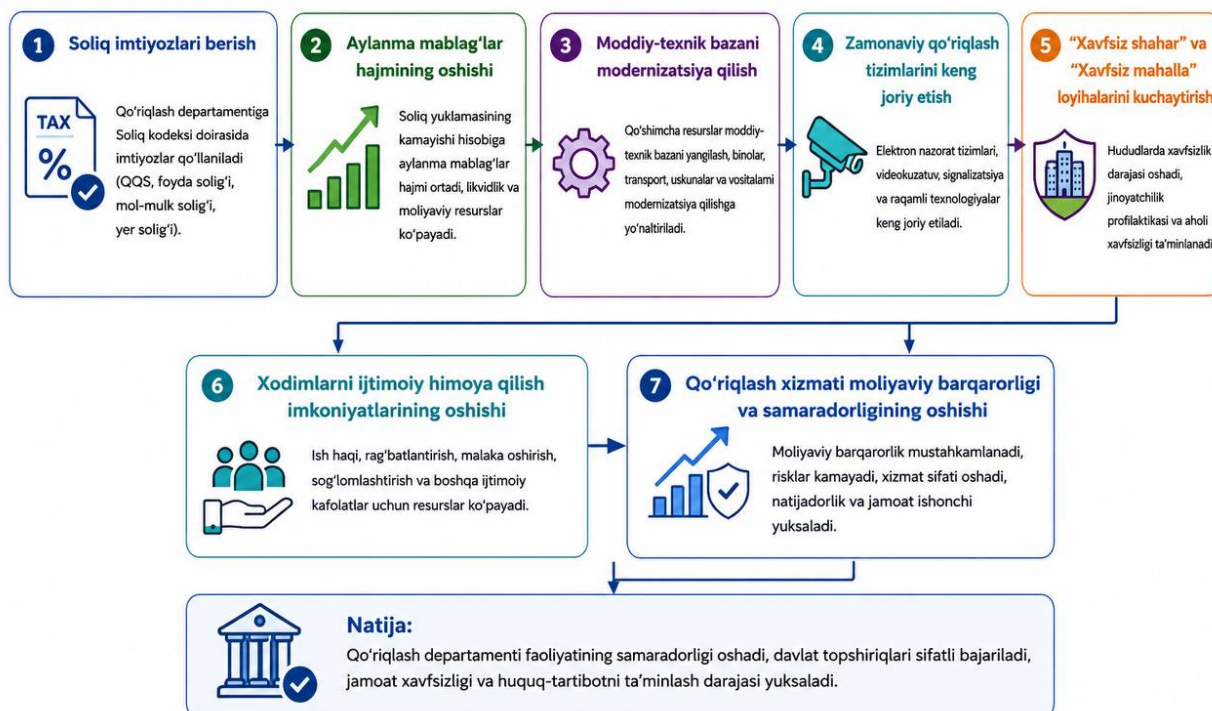 1 Soliq imtiyozlari berish
TAX
%
Qo‘riqlash departamentiga
Soliq kodeksi doirasida
imtiyozlar qo‘llaniladi
(QQS, foyda solig‘i,
mol-mulk solig‘i,
yer solig‘i).
2 Aylanma mablag‘lar
hajmining oshishi
Soliq yuklamasining
kamayishi hisobiga
aylanma mablag‘lar
hajmi ortadi, likvidlik va
moliyaviy resurslar
ko‘payadi.
3 Moddiy-texnik bazani
modernizatsiya qilish
Qo‘shimcha resurslar moddiy-
texnik bazani yangilash, binolar,
transport, uskunalar va vositalarni
modernizatsiya qilishga
yo‘naltiriladi.
4 Zamonaviy qo‘riqlash
tizimlarini keng
joriy etish
Elektron nazorat tizimlari,
videokuzatuv, signalizatsiya
va raqamli texnologiyalar
keng joriy etiladi.
5 “Xavfsiz shahar” va
“Xavfsiz mahalla”
loyihalarini kuchaytirish
Hududlarda xavfsizlik
darajasi oshadi,
jinoyatchilik
profilaktikasi va aholi
xavfsizligi ta’minlanadi
6 Xodimlarni ijtimoiy himoya qilish
imkoniyatlarining oshishi
Ish haqi, rag‘batlantirish, malaka oshirish,
sog‘lomlashtirish va boshqa ijtimoiy
kafolatlar uchun resurslar ko‘payadi.
7 Qo‘riqlash xizmati moliyaviy barqarorligi
va samaradorligining oshishi
Moliyaviy barqarorlik mustahkamlanadi,
risklar kamayadi, xizmat sifati oshadi,
natijadorlik va jamoat ishonchi
yuksaladi.
Natija:
Qo‘riqlash departamenti faoliyatining samaradorligi oshadi, davlat topshiriqlari sifatli bajariladi,
jamoat xavfsizligi va huquq-tartibotni ta’minlash darajasi yuksaladi.